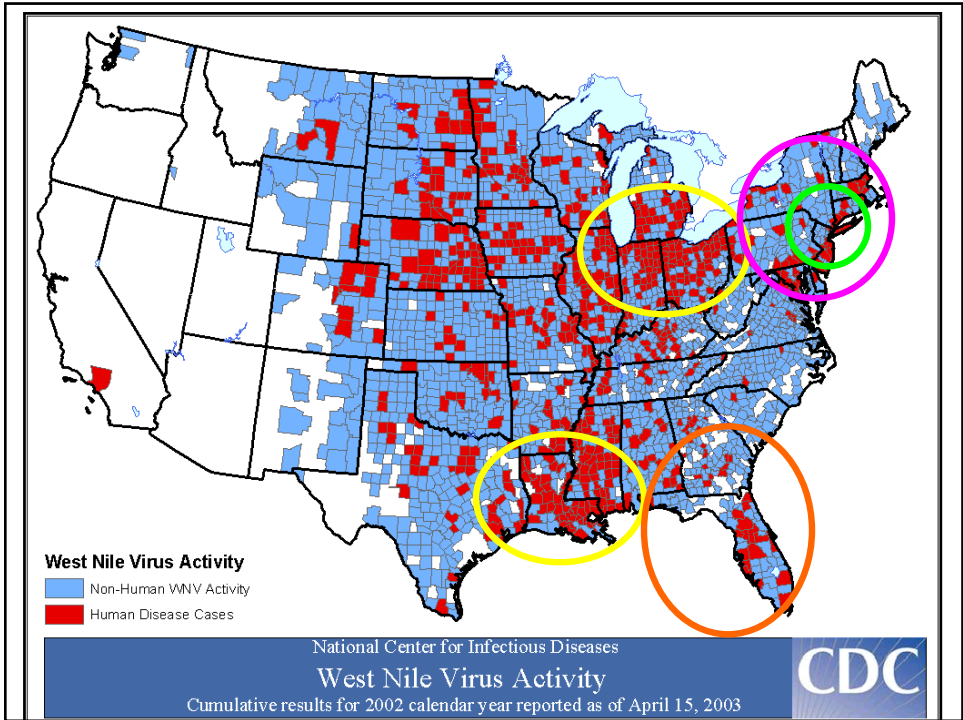 West Nile Virus Activity
Non-Human WNV Activity
Human Disease Cases
National Center for Infectious Diseases
West Nile Virus Activity
Cumulative results for 2002 calendar year reported as of April 15, 2003
CDC